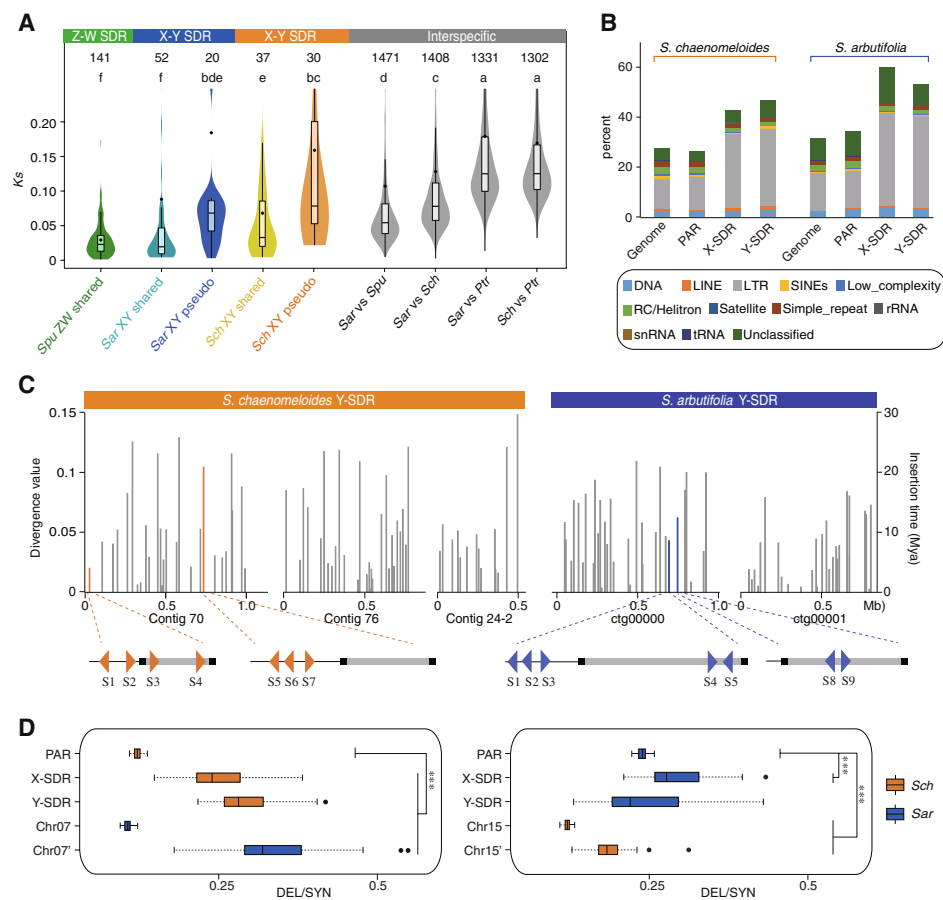 A
Z-W SDR X-Y SDR X-Y SDR Interspecific
141 52 20 37 30 1471 1408 1331 1302
f f bde e bc d c a a
Ks
0.20
0.15
0.10
0.05
0
Spu ZW shared
Sar XY shared
Sar XY pseudo
Sch XY shared
Sch XY pseudo
Sar vs Spu
Sar vs Sch
Sar vs Ptr
Sch vs Ptr
B
S. chaenomeloides S. arbutifolia
percent
60
40
20
0
Genome PAR X-SDR Y-SDR Genome PAR X-SDR Y-SDR
DNA LINE LTR SINEs Low_complexity
RC/Helitron Satellite Simple_repeat rRNA
snRNA tRNA Unclassified
C
S. chaenomeloides Y-SDR S. arbutifolia Y-SDR
Divergence value
0.15
0.1
0.05
0
Insertion time (Mya)
30
20
10
0
0 0.5 1.0 0 0.5 0 0.5 0 0.5 1.0 0 0.5 Mb)
Contig 70 Contig 76 Contig 24-2 ctg00000 ctg00001
S1 S2 S3 S4 S5 S6 S7 S1 S2 S3 S4 S5 S8 S9
D
PAR
X-SDR
Y-SDR
Chr07
Chr07'
***
0.25 0.5
DEL/SYN
PAR
X-SDR
Y-SDR
Chr15
Chr15'
***
***
0.25 0.5
DEL/SYN
Sch
Sar